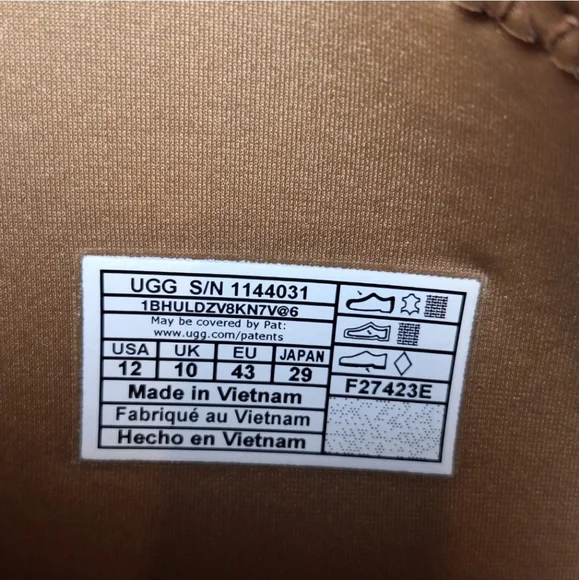 UGG S/N 1144031
1BHULDZV8KN7V@6
May be covered by Pat:
www.ugg.com/patents
USA UK EU JAPAN
12 10 43 29
Made in Vietnam
Fabriqué au Vietnam
Hecho en Vietnam
F27423E